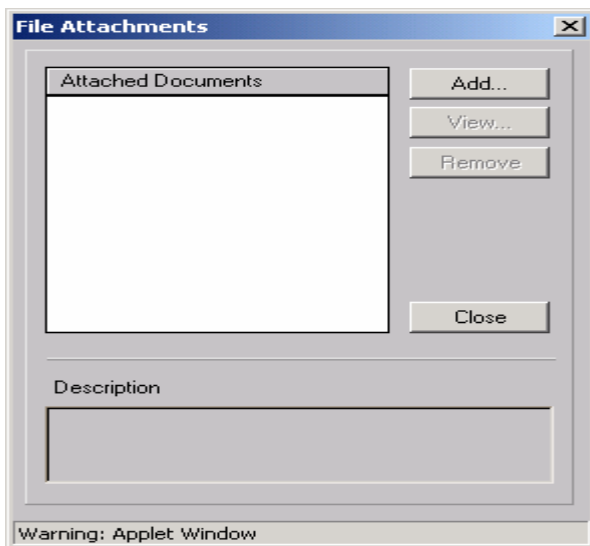 File Attachments
Attached Documents
Add...
View...
Remove
Close
Description
Warning: Applet Window